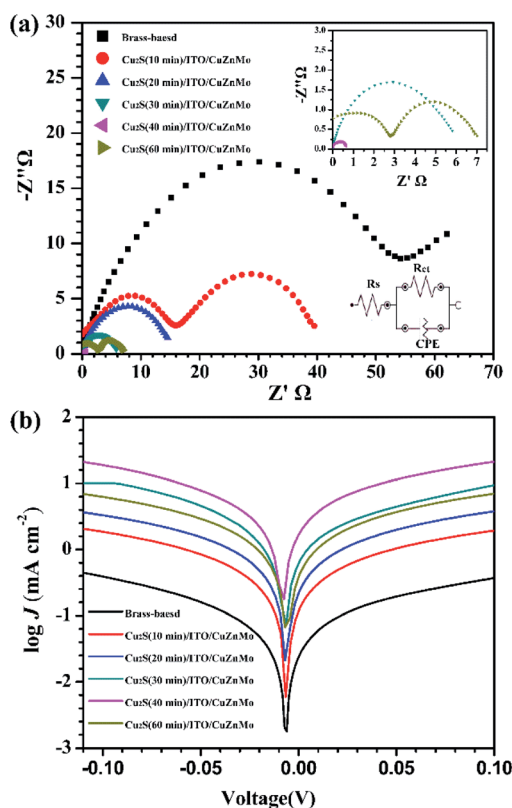 (a)
Brass-baesd
Cu₂S(10 min)/ITO/CuZnMo
Cu₂S(20 min)/ITO/CuZnMo
Cu₂S(30 min)/ITO/CuZnMo
Cu₂S(40 min)/ITO/CuZnMo
Cu₂S(60 min)/ITO/CuZnMo
-Z''Ω
30
25
20
15
10
5
0
0 10 20 30 40 50 60 70
Z' Ω
-Z''Ω
3.0
2.5
2.0
1.5
1.0
0.5
0.0
0 1 2 3 4 5 6 7
Z' Ω
Rs
Rct
CPE
(b)
log J (mA cm⁻²)
2
1
0
-1
-2
-3
Brass-baesd
Cu₂S(10 min)/ITO/CuZnMo
Cu₂S(20 min)/ITO/CuZnMo
Cu₂S(30 min)/ITO/CuZnMo
Cu₂S(40 min)/ITO/CuZnMo
Cu₂S(60 min)/ITO/CuZnMo
-0.10 -0.05 0.00 0.05 0.10
Voltage(V)